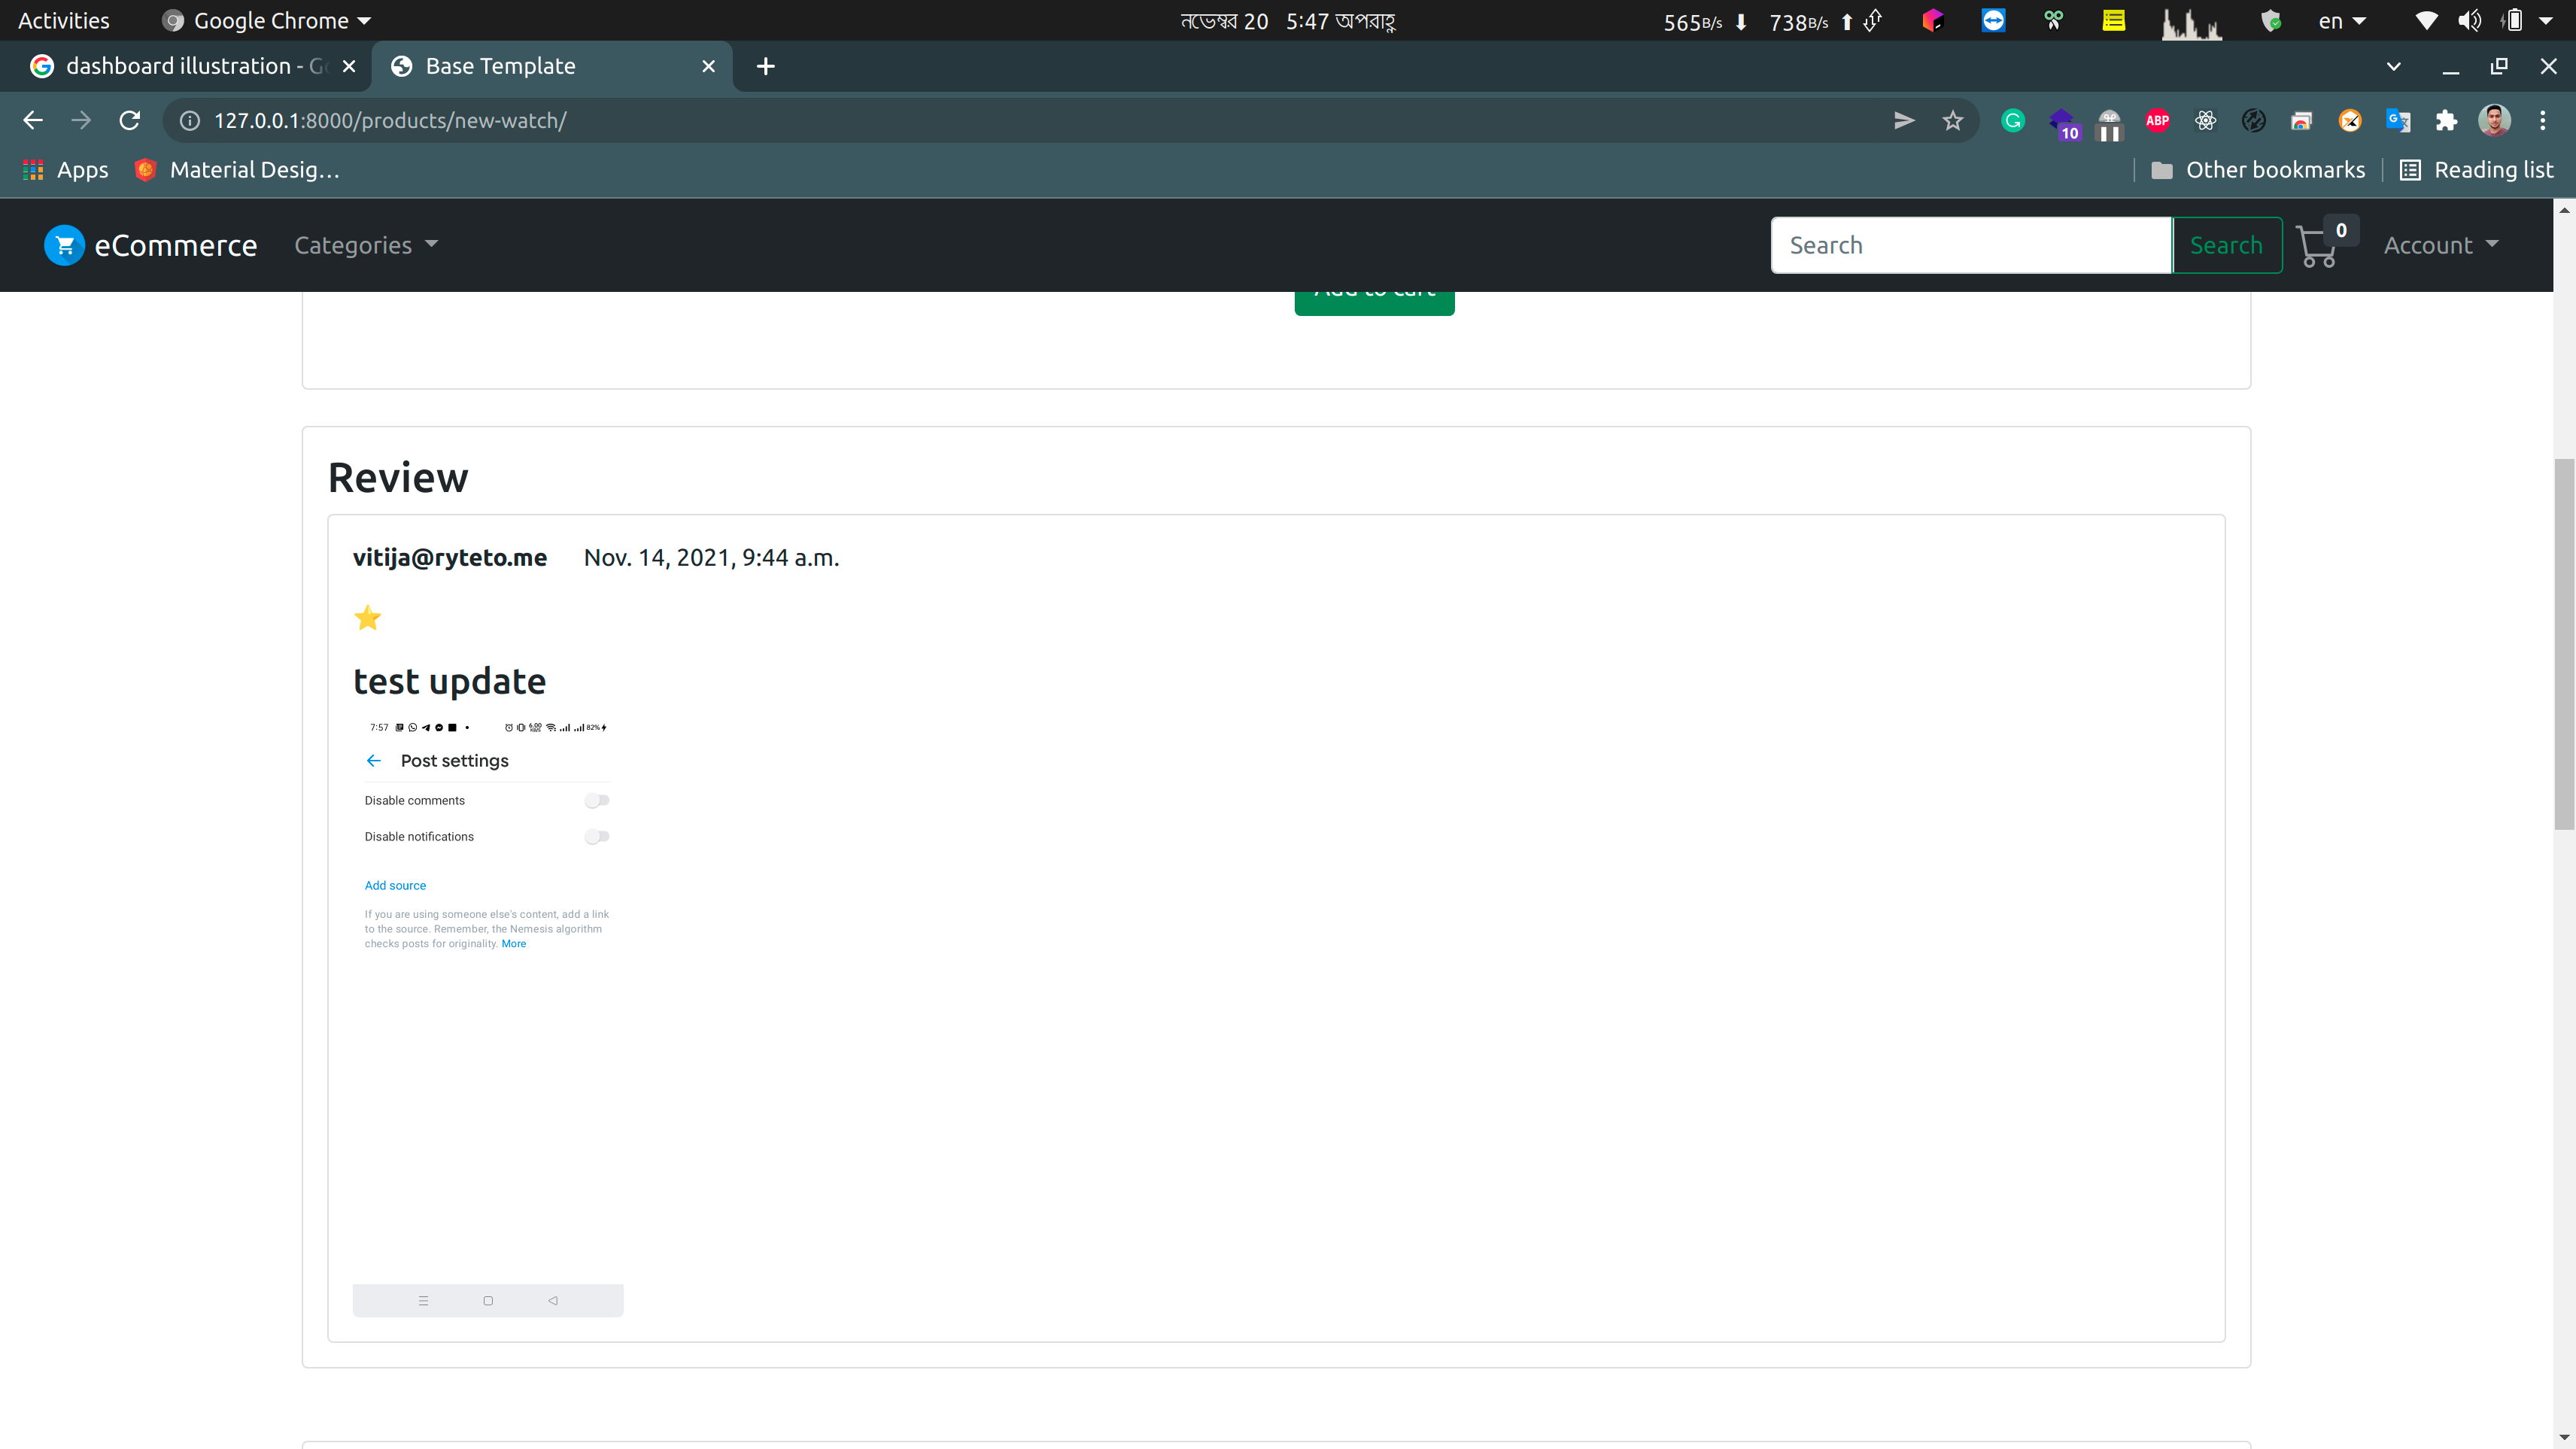 Activities Google Chrome নভেম্বর 20 5:47 অপরাহ্ণ 565B/s 738B/s en
dashboard illustration - Go Base Template
127.0.0.1:8000/products/new-watch/ 10 ABP
Apps Material Desig… Other bookmarks Reading list
eCommerce Categories Search Search 0 Account
Add to cart
Review
vitija@ryteto.me Nov. 14, 2021, 9:44 a.m.
test update
7:57 82%
Post settings
Disable comments
Disable notifications
Add source
If you are using someone else's content, add a link
to the source. Remember, the Nemesis algorithm
checks posts for originality. More